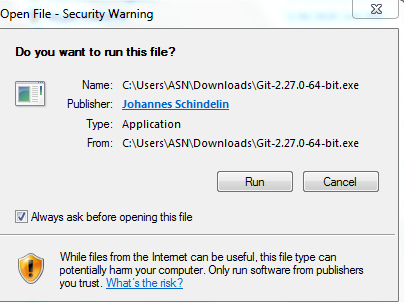 Open File - Security Warning
Do you want to run this file?
Name: C:\Users\ASN\Downloads\Git-2.27.0-64-bit.exe
Publisher: Johannes Schindelin
Type: Application
From: C:\Users\ASN\Downloads\Git-2.27.0-64-bit.exe
Run Cancel
Always ask before opening this file
While files from the Internet can be useful, this file type can
potentially harm your computer. Only run software from publishers
you trust. What's the risk?